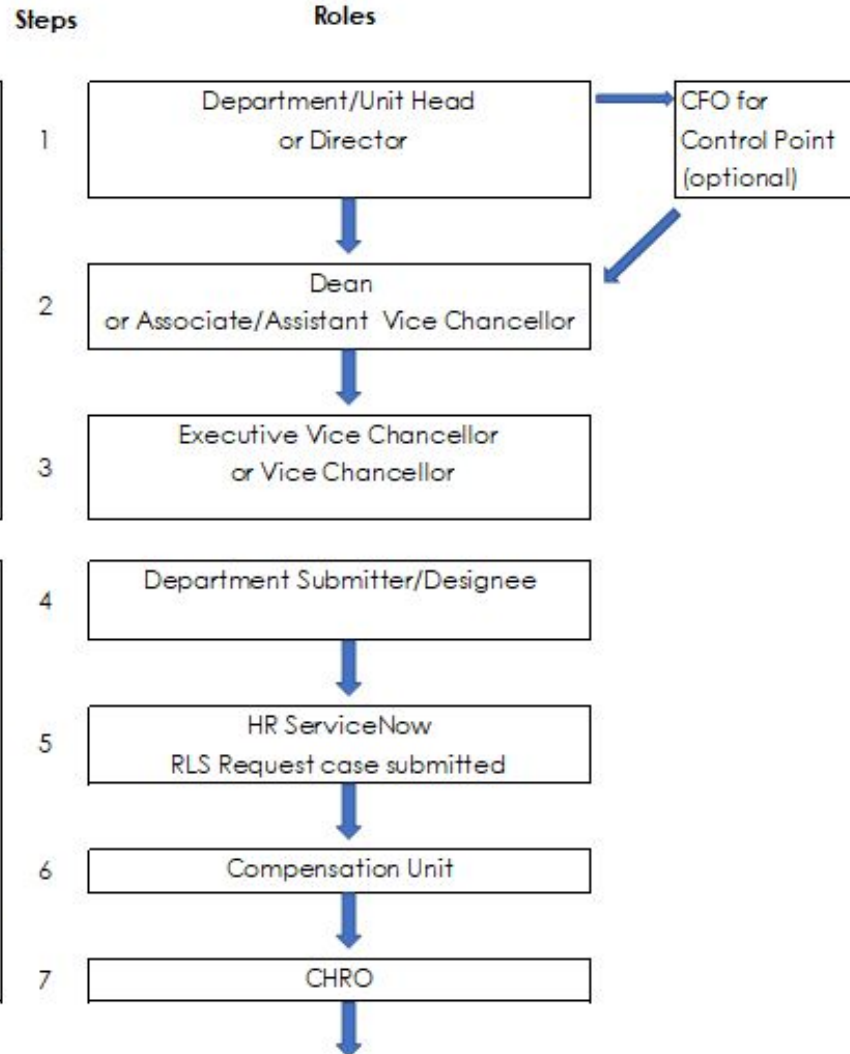 Steps
Roles
1
Department/Unit Head
or Director
CFO for
Control Point
(optional)
2
Dean
or Associate/Assistant Vice Chancellor
3
Executive Vice Chancellor
or Vice Chancellor
4
Department Submitter/Designee
5
HR ServiceNow
RLS Request case submitted
6
Compensation Unit
7
CHRO